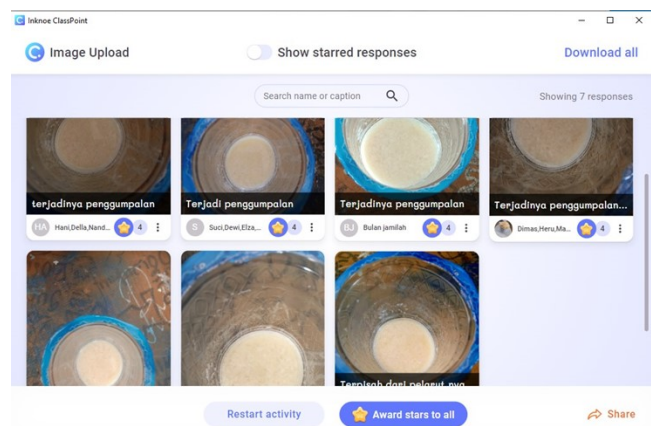 Inknoe ClassPoint
Image Upload
Show starred responses
Download all
Search name or caption
Showing 7 responses
terjadinya penggumpalan
Terjadi penggumpalan
Terjadinya penggumpalan
Terjadinya penggumpalan...
HA Hani,Della,Nand... 4
S Suci,Dewi,Elza,... 4
BJ Bulan jamilah 4
Dimas,Heru,Ma... 4
Terpisah dari pelarut nya
Restart activity
Award stars to all
Share